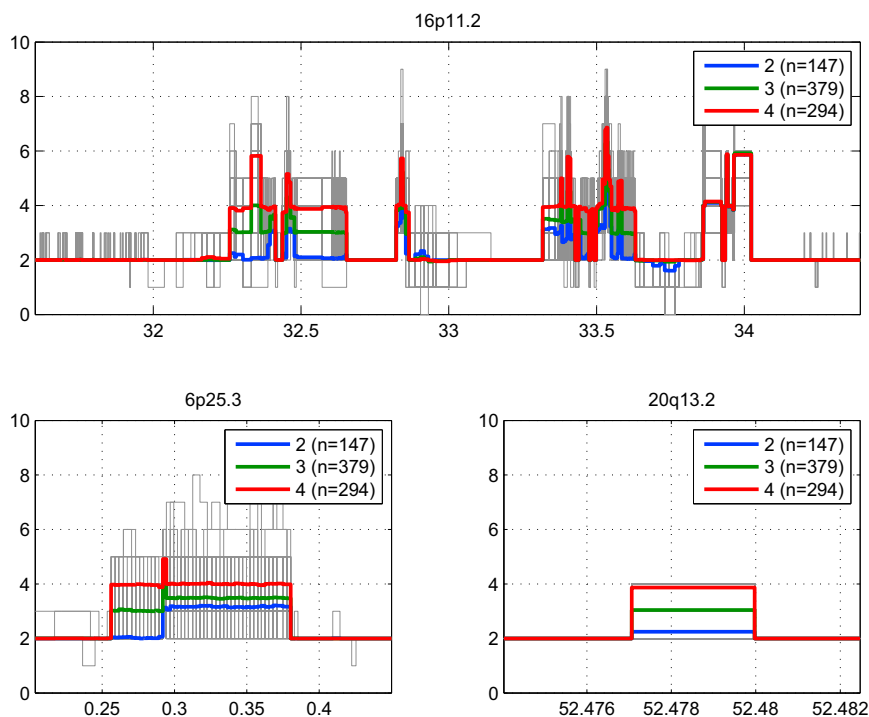 16p11.2
10
8
6
4
2
0
2 (n=147)
3 (n=379)
4 (n=294)
32 32.5 33 33.5 34
6p25.3
10
8
6
4
2
0
2 (n=147)
3 (n=379)
4 (n=294)
0.25 0.3 0.35 0.4
20q13.2
10
8
6
4
2
0
2 (n=147)
3 (n=379)
4 (n=294)
52.476 52.478 52.48 52.482